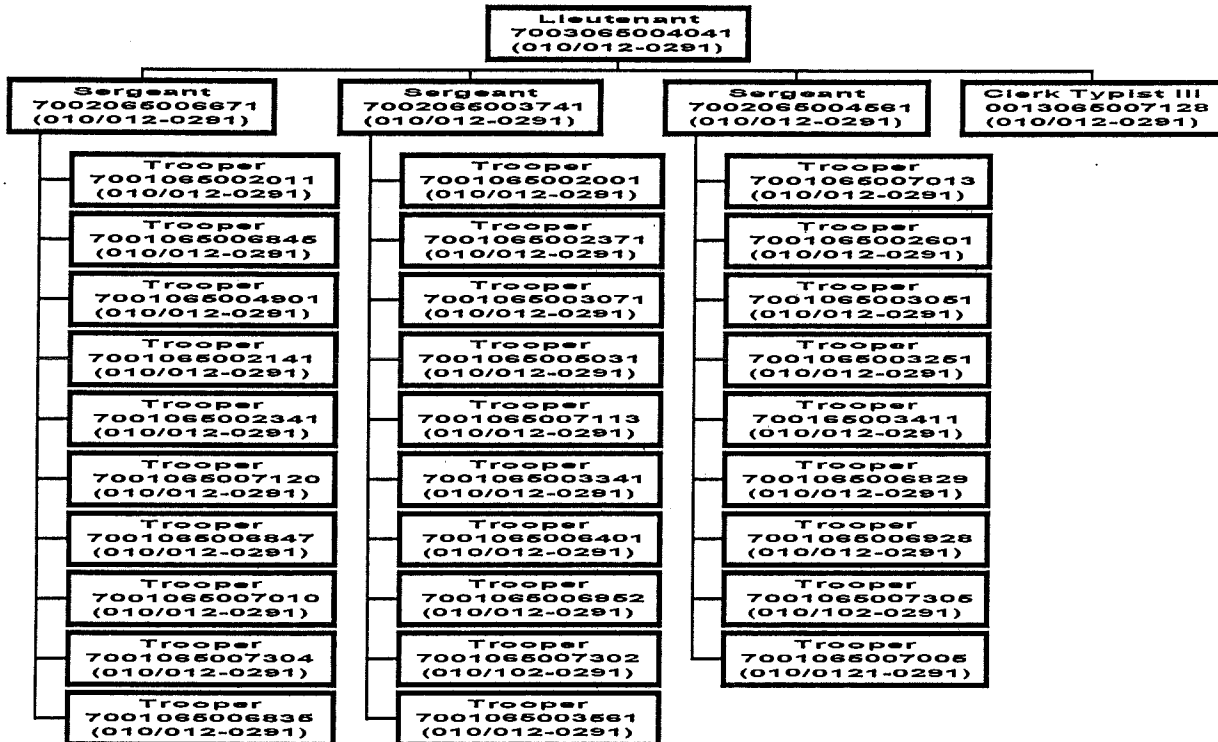 Lieutenant
7003065004041
(010/012-0291)
Sergeant
7002065006671
(010/012-0291)
Trooper
7001065002011
(010/012-0291)
Trooper
7001065006845
(010/012-0291)
Trooper
7001065004901
(010/012-0291)
Trooper
7001065002141
(010/012-0291)
Trooper
7001065002341
(010/012-0291)
Trooper
7001065007120
(010/012-0291)
Trooper
7001065006847
(010/012-0291)
Trooper
7001065007010
(010/012-0291)
Trooper
7001065007304
(010/012-0291)
Trooper
7001065006835
(010/012-0291)
Sergeant
7002065003741
(010/012-0291)
Trooper
7001065002001
(010/012-0291)
Trooper
7001065002371
(010/012-0291)
Trooper
7001065003071
(010/012-0291)
Trooper
7001065005031
(010/012-0291)
Trooper
7001065007113
(010/012-0291)
Trooper
7001065003341
(010/012-0291)
Trooper
7001065006401
(010/012-0291)
Trooper
7001065006952
(010/012-0291)
Trooper
7001065007302
(010/102-0291)
Trooper
7001065003561
(010/012-0291)
Sergeant
7002065004561
(010/012-0291)
Trooper
7001065007013
(010/012-0291)
Trooper
7001065002601
(010/012-0291)
Trooper
7001065003051
(010/012-0291)
Trooper
7001065003251
(010/012-0291)
Trooper
700165003411
(010/012-0291)
Trooper
7001065006829
(010/012-0291)
Trooper
7001065006928
(010/012-0291)
Trooper
7001065007305
(010/102-0291)
Trooper
7001065007005
(010/0121-0291)
Clerk Typist III
0013065007128
(010/012-0291)